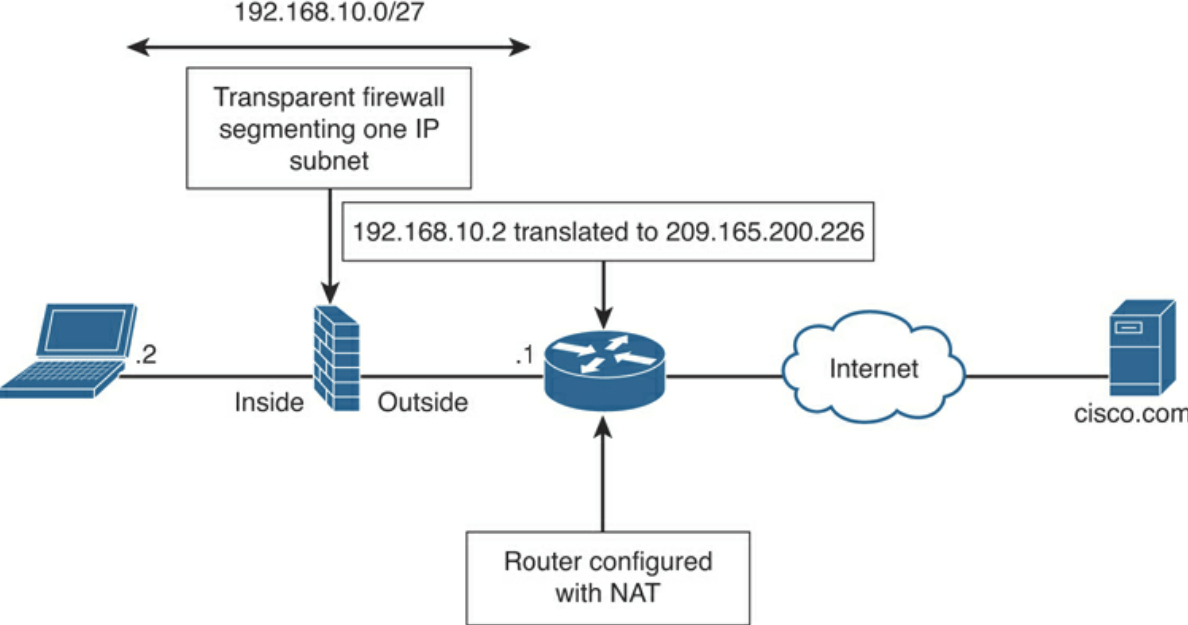 192.168.10.0/27
Transparent firewall
segmenting one IP
subnet
192.168.10.2 translated to 209.165.200.226
.2
.1
Inside
Outside
Internet
cisco.com
Router configured
with NAT